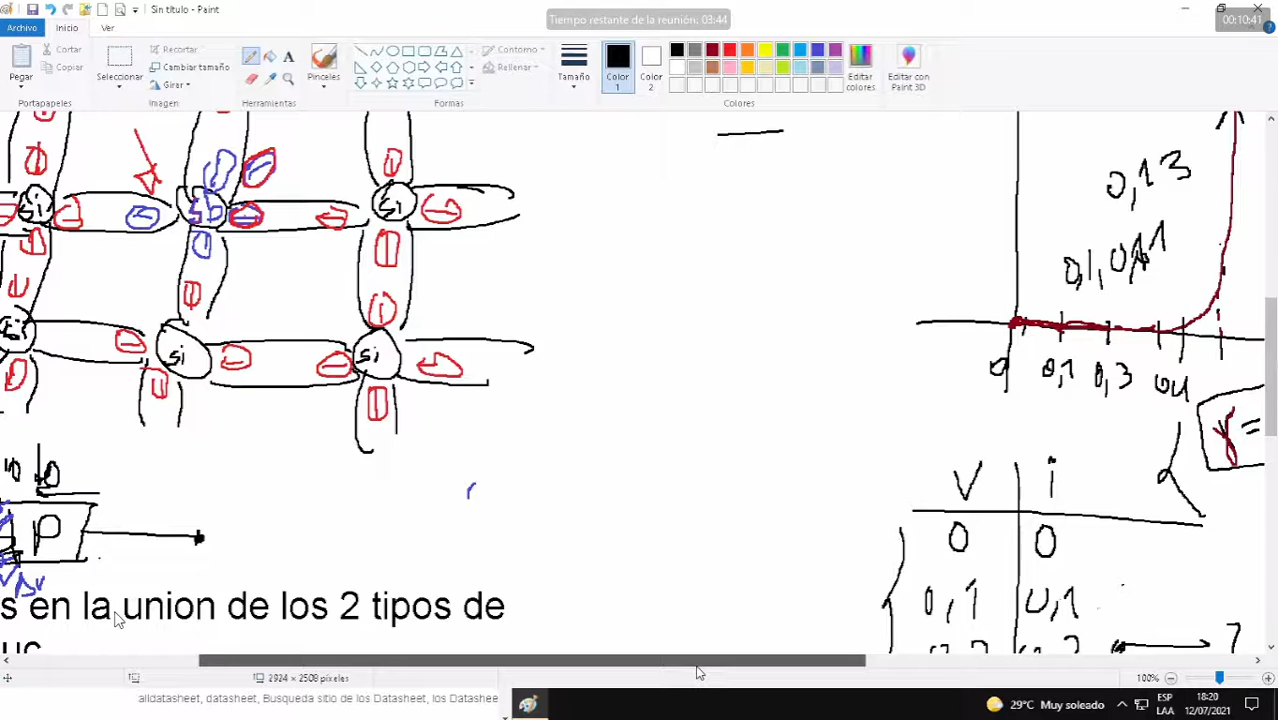 Sin título - Paint
Tiempo restante de la reunión: 03:44
00:10:41
Archivo Inicio Ver
Pegar
Cortar
Copiar
Portapapeles
Seleccionar
Recortar
Cambiar tamaño
Girar
Imagen
Herramientas
Pinceles
Contorno
Rellenar
Formas
Tamaño
Color 1
Color 2
Colores
Editar colores
Editar con Paint 3D
Si
Sb
Si
Si
Si
Si
P
s en la union de los 2 tipos de
0,13
0
0,1
0,3
V i
0 0
0,1 0,1
2924 × 2508 píxeles
100%
alldatasheet, datasheet, Busqueda sitio de los Datasheet, los Datashee
29°C Muy soleado
ESP
LAA
18:20
12/07/2021